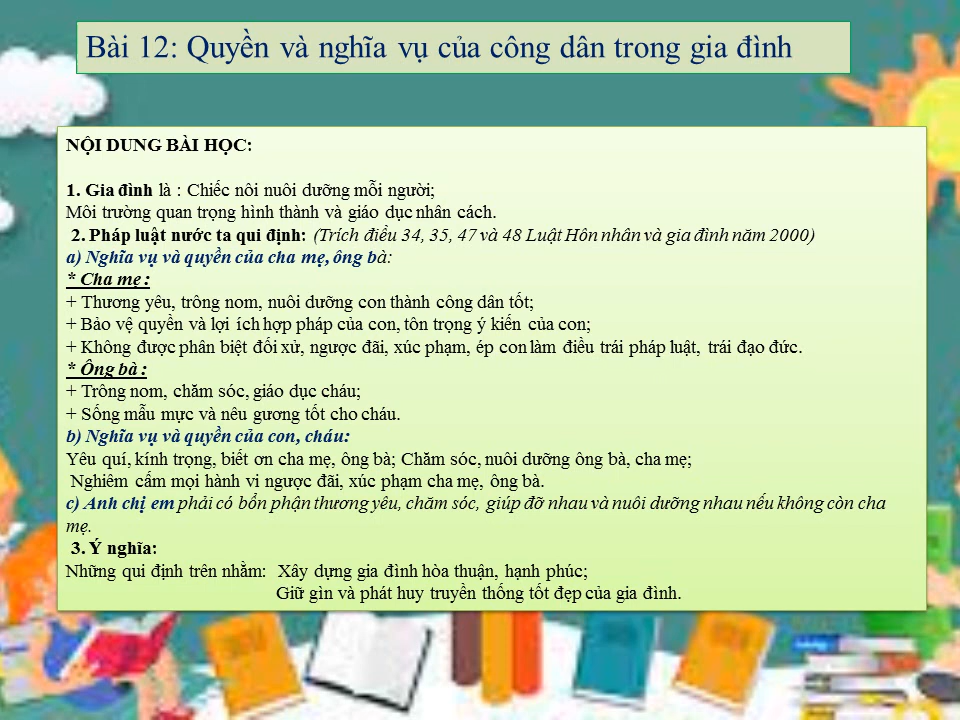 Bài 12: Quyền và nghĩa vụ của công dân trong gia đình
NỘI DUNG BÀI HỌC:
1. Gia đình là : Chiếc nôi nuôi dưỡng mỗi người;
Môi trường quan trọng hình thành và giáo dục nhân cách.
2. Pháp luật nước ta qui định: (Trích điều 34, 35, 47 và 48 Luật Hôn nhân và gia đình năm 2000)
a) Nghĩa vụ và quyền của cha mẹ, ông bà:
* Cha mẹ :
+ Thương yêu, trông nom, nuôi dưỡng con thành công dân tốt;
+ Bảo vệ quyền và lợi ích hợp pháp của con, tôn trọng ý kiến của con;
+ Không được phân biệt đối xử, ngược đãi, xúc phạm, ép con làm điều trái pháp luật, trái đạo đức.
* Ông bà :
+ Trông nom, chăm sóc, giáo dục cháu;
+ Sống mẫu mực và nêu gương tốt cho cháu.
b) Nghĩa vụ và quyền của con, cháu:
Yêu quí, kính trọng, biết ơn cha mẹ, ông bà; Chăm sóc, nuôi dưỡng ông bà, cha mẹ;
Nghiêm cấm mọi hành vi ngược đãi, xúc phạm cha mẹ, ông bà.
c) Anh chị em phải có bổn phận thương yêu, chăm sóc, giúp đỡ nhau và nuôi dưỡng nhau nếu không còn cha
mẹ.
3. Ý nghĩa:
Những qui định trên nhằm: Xây dựng gia đình hòa thuận, hạnh phúc;
Giữ gìn và phát huy truyền thống tốt đẹp của gia đình.